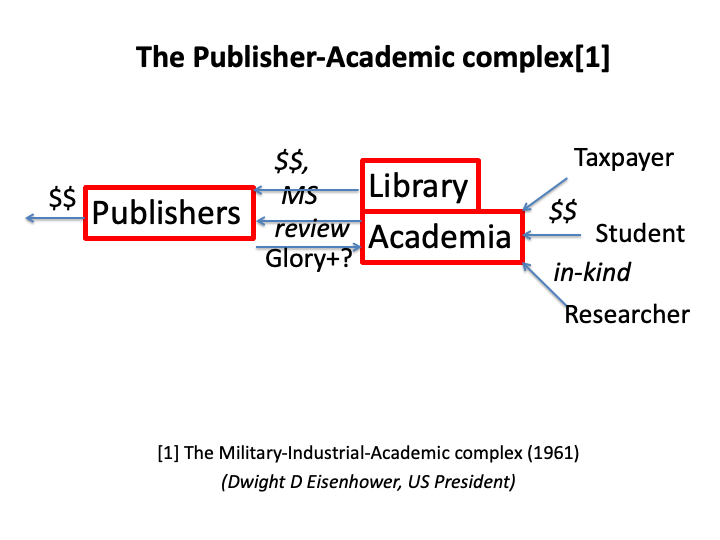 The Publisher-Academic complex[1]
$$
Publishers
$$,
MS
review
Glory+?
Library
Academia
Taxpayer
$$
Student
in-kind
Researcher
[1] The Military-Industrial-Academic complex (1961)
(Dwight D Eisenhower, US President)